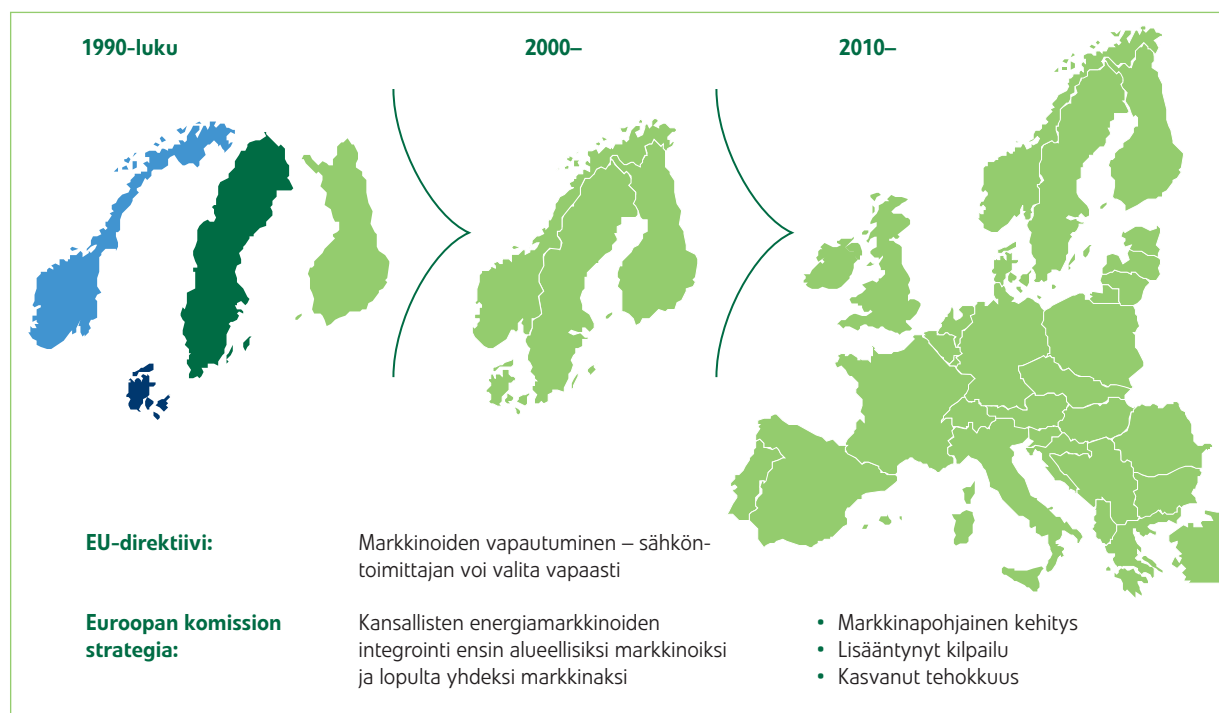 1990-luku
2000–
2010–
EU-direktiivi:
Markkinoiden vapautuminen – sähkön-
toimittajan voi valita vapaasti
Euroopan komission
strategia:
Kansallisten energiamarkkinoiden
integrointi ensin alueellisiksi markkinoiksi
ja lopulta yhdeksi markkinaksi
• Markkinapohjainen kehitys
• Lisääntynyt kilpailu
• Kasvanut tehokkuus